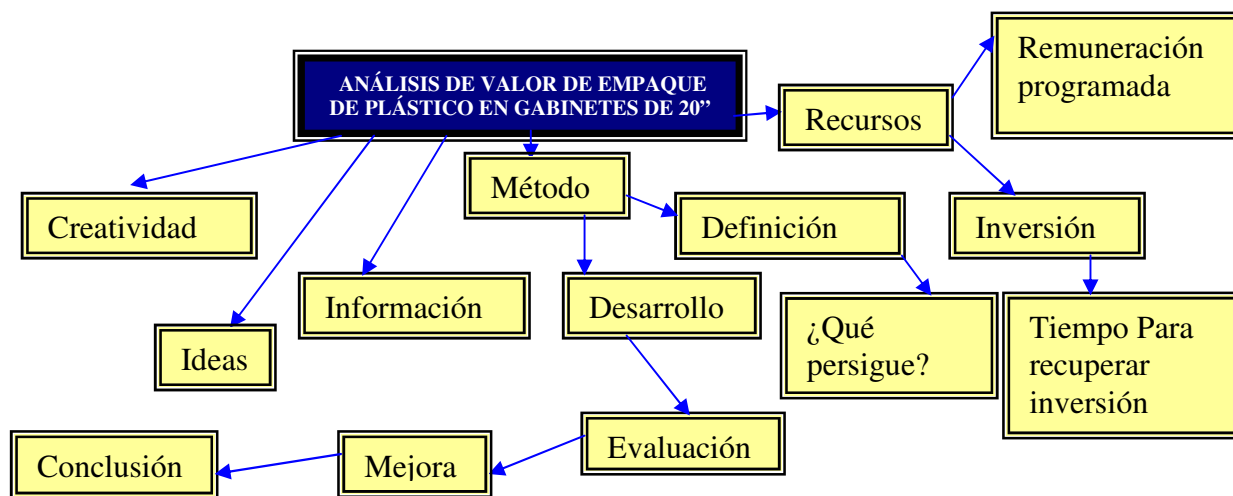 ANÁLISIS DE VALOR DE EMPAQUE
DE PLÁSTICO EN GABINETES DE 20”
Remuneración
programada
Recursos
Método
Creatividad
Definición
Inversión
Información
Desarrollo
Ideas
¿Qué
persigue?
Tiempo Para
recuperar
inversión
Evaluación
Mejora
Conclusión